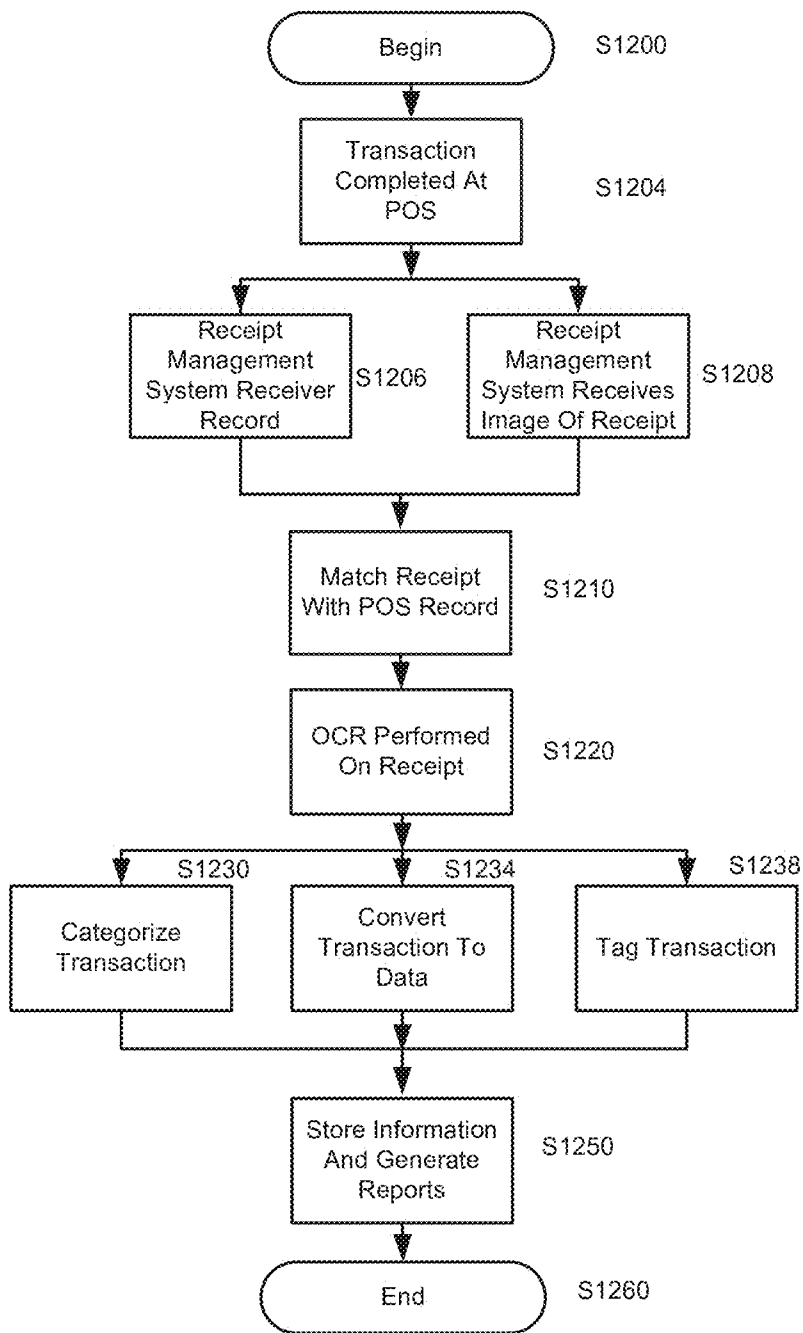 Begin
S1200
Transaction
Completed At
POS
S1204
Receipt
Management
System Receiver
Record
S1206
Receipt
Management
System Receives
Image Of Receipt
S1208
Match Receipt
With POS Record
S1210
OCR Performed
On Receipt
S1220
S1230
Categorize
Transaction
S1234
Convert
Transaction To
Data
S1238
Tag Transaction
Store Information
And Generate
Reports
S1250
End
S1260